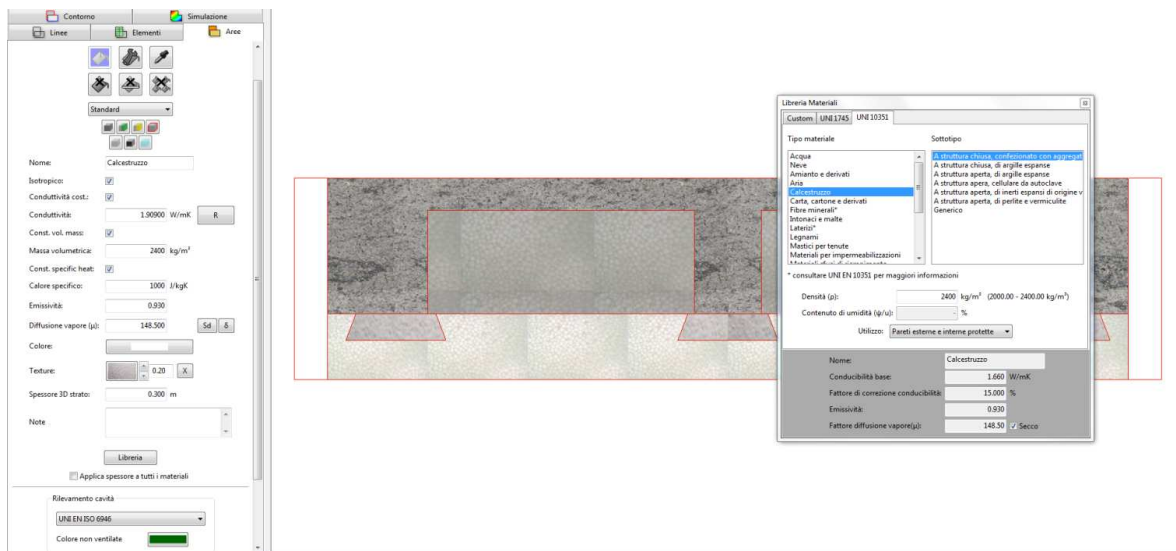 Contorno
Simulazione
Linee
Elementi
Aree
Standard
Nome: Calcestruzzo
Isotropico:
Conduttività cost.:
Conduttività: 1.90900 W/mK R
Const. vol. mass:
Massa volumetrica: 2400 kg/m³
Const. specific heat:
Calore specifico: 1000 J/kgK
Emissività: 0.930
Diffusione vapore (μ): 148.500 Sd δ
Colore:
Texture: 0.20 X
Spessore 3D strato: 0.300 m
Note
Libreria
Applica spessore a tutti i materiali
Rilevamento cavità
UNI EN ISO 6946
Colore non ventilate
Libreria Materiali
Custom UNI 1745 UNI 10351
Tipo materiale
Acqua
Neve
Amianto e derivati
Aria
Calcestruzzo
Carta, cartone e derivati
Fibre minerali*
Intonaci e malte
Laterizi*
Legnami
Mastici per tenute
Materiali per impermeabilizzazioni
Materiali sfusi di riempimento
Sottotipo
A struttura chiusa, confezionato con aggregat
A struttura chiusa, di argille espanse
A struttura aperta, di argille espanse
A struttura apera, cellulare da autoclave
A struttura aperta, di inerti espansi di origine v
A struttura aperta, di perlite e vermiculite
Generico
* consultare UNI EN 10351 per maggiori informazioni
Densità (ρ): 2400 kg/m³ (2000.00 - 2400.00 kg/m³)
Contenuto di umidità (ψ/u): - %
Utilizzo: Pareti esterne e interne protette
Nome: Calcestruzzo
Conducibilità base: 1.660 W/mK
Fattore di correzione conducibilità: 15.000 %
Emissività: 0.930
Fattore diffusione vapore(μ): 148.50 Secco